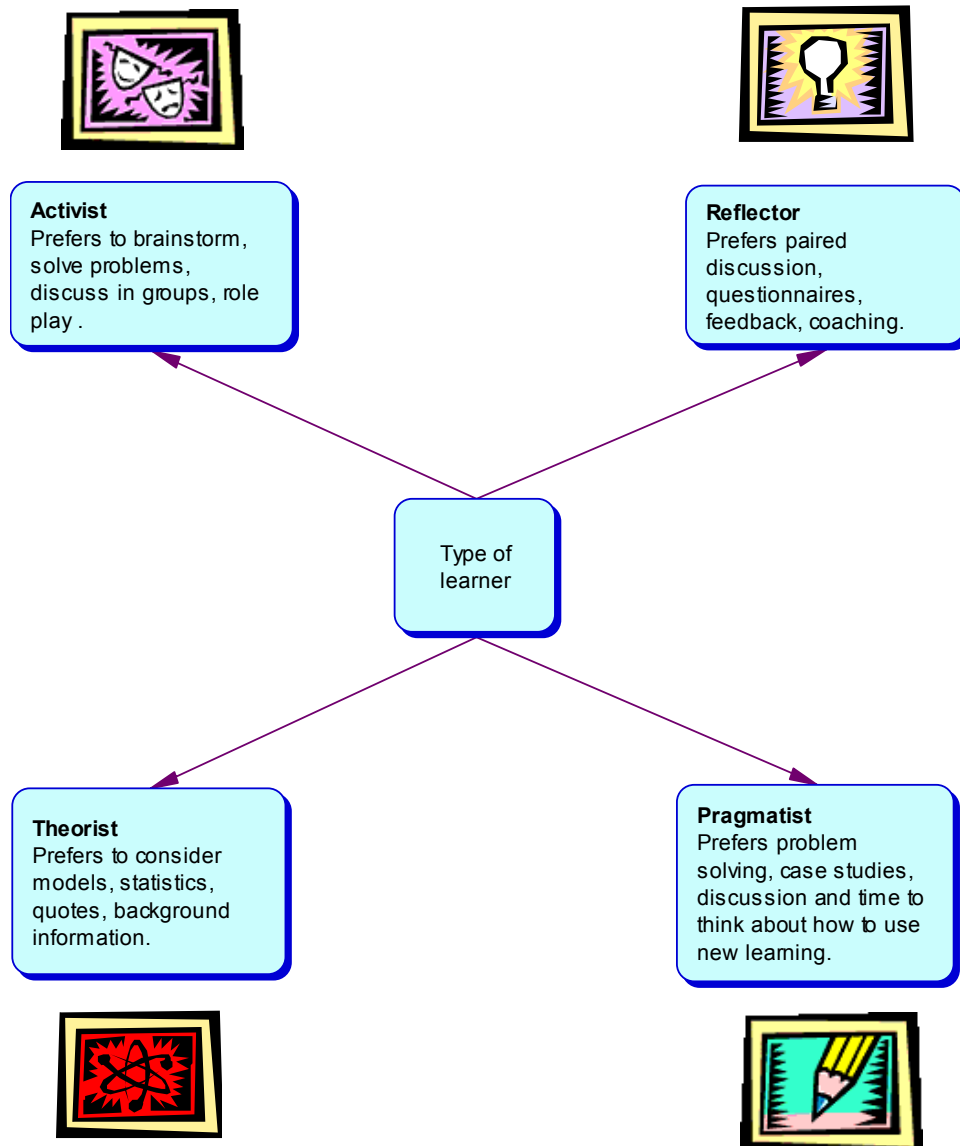 Activist
Prefers to brainstorm,
solve problems,
discuss in groups, role
play .
Reflector
Prefers paired
discussion,
questionnaires,
feedback, coaching.
Type of
learner
Theorist
Prefers to consider
models, statistics,
quotes, background
information.
Pragmatist
Prefers problem
solving, case studies,
discussion and time to
think about how to use
new learning.